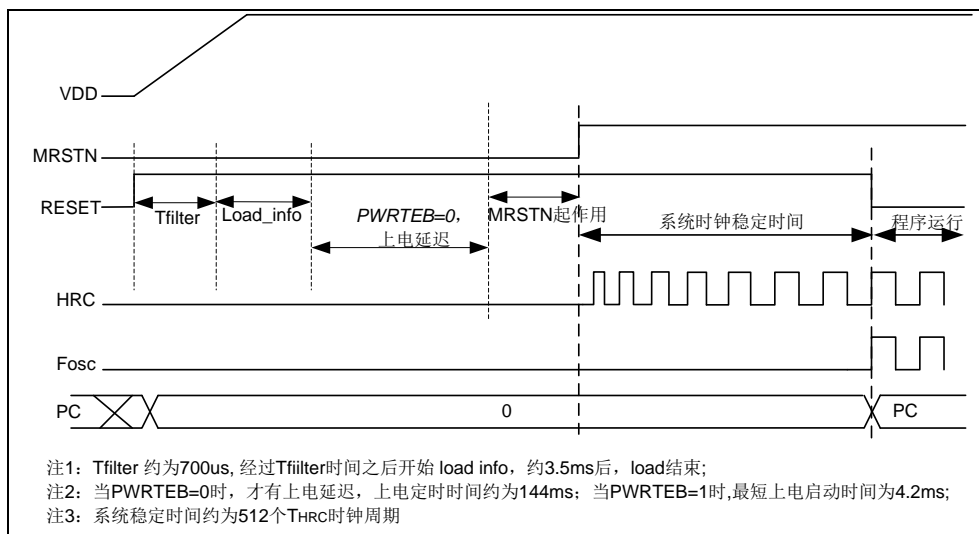 VDD
MRSTN
RESET
Tfilter
Load_info
PWRTEB=0，
上电延迟
MRSTN起作用
系统时钟稳定时间
程序运行
HRC
Fosc
PC
0
PC
注1：Tfilter 约为700us, 经过Tfiilter时间之后开始 load info，约3.5ms后，load结束;
注2：当PWRTEB=0时，才有上电延迟，上电定时时间约为144ms；当PWRTEB=1时,最短上电启动时间为4.2ms;
注3：系统稳定时间约为512个THRC时钟周期